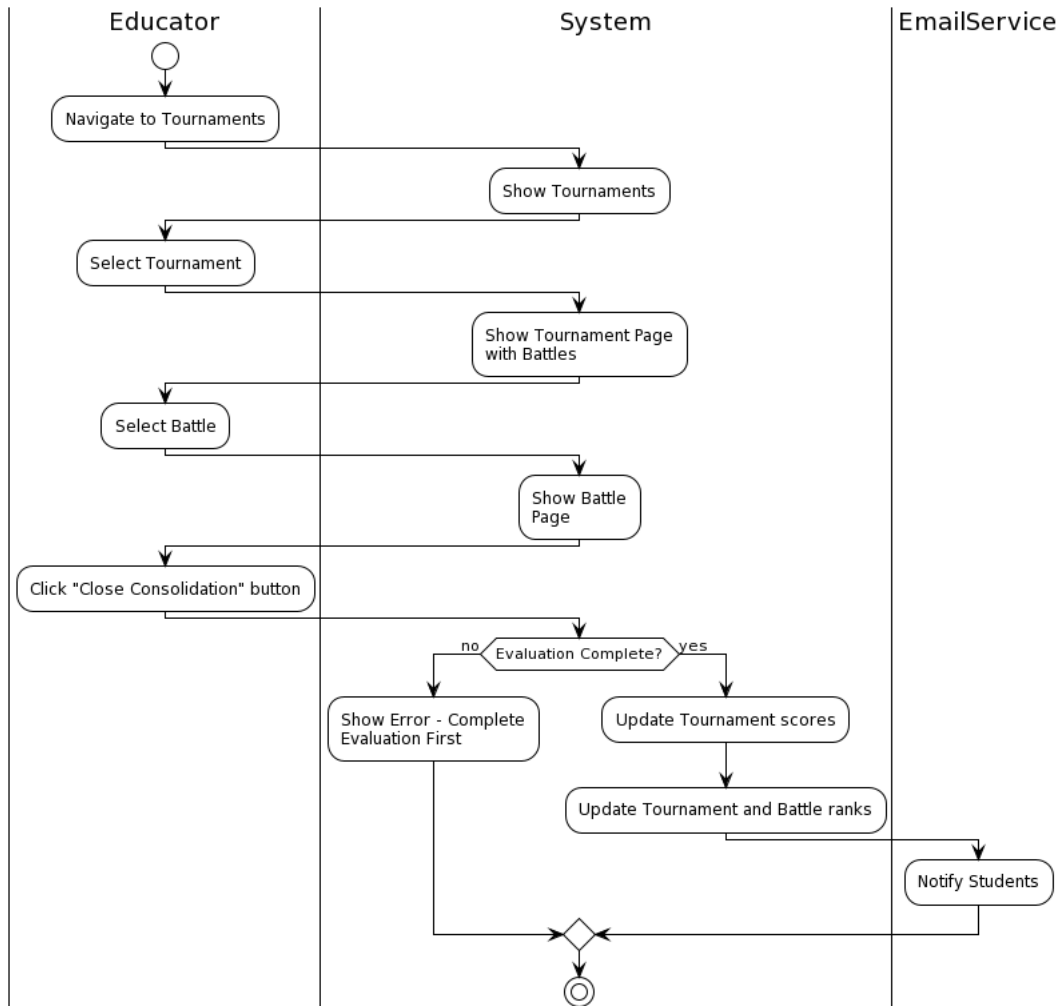 Educator
System
EmailService
Navigate to Tournaments
Show Tournaments
Select Tournament
Show Tournament Page
with Battles
Select Battle
Show Battle
Page
Click "Close Consolidation" button
no
Evaluation Complete?
yes
Show Error - Complete
Evaluation First
Update Tournament scores
Update Tournament and Battle ranks
Notify Students